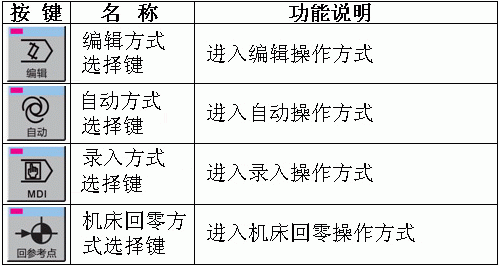 按 键 名 称 功能说明
编辑 编辑方式
选择键 进入编辑操作方式
自动 自动方式
选择键 进入自动操作方式
MDI 录入方式
选择键 进入录入操作方式
回参考点 机床回零方
式选择键 进入机床回零操作方式